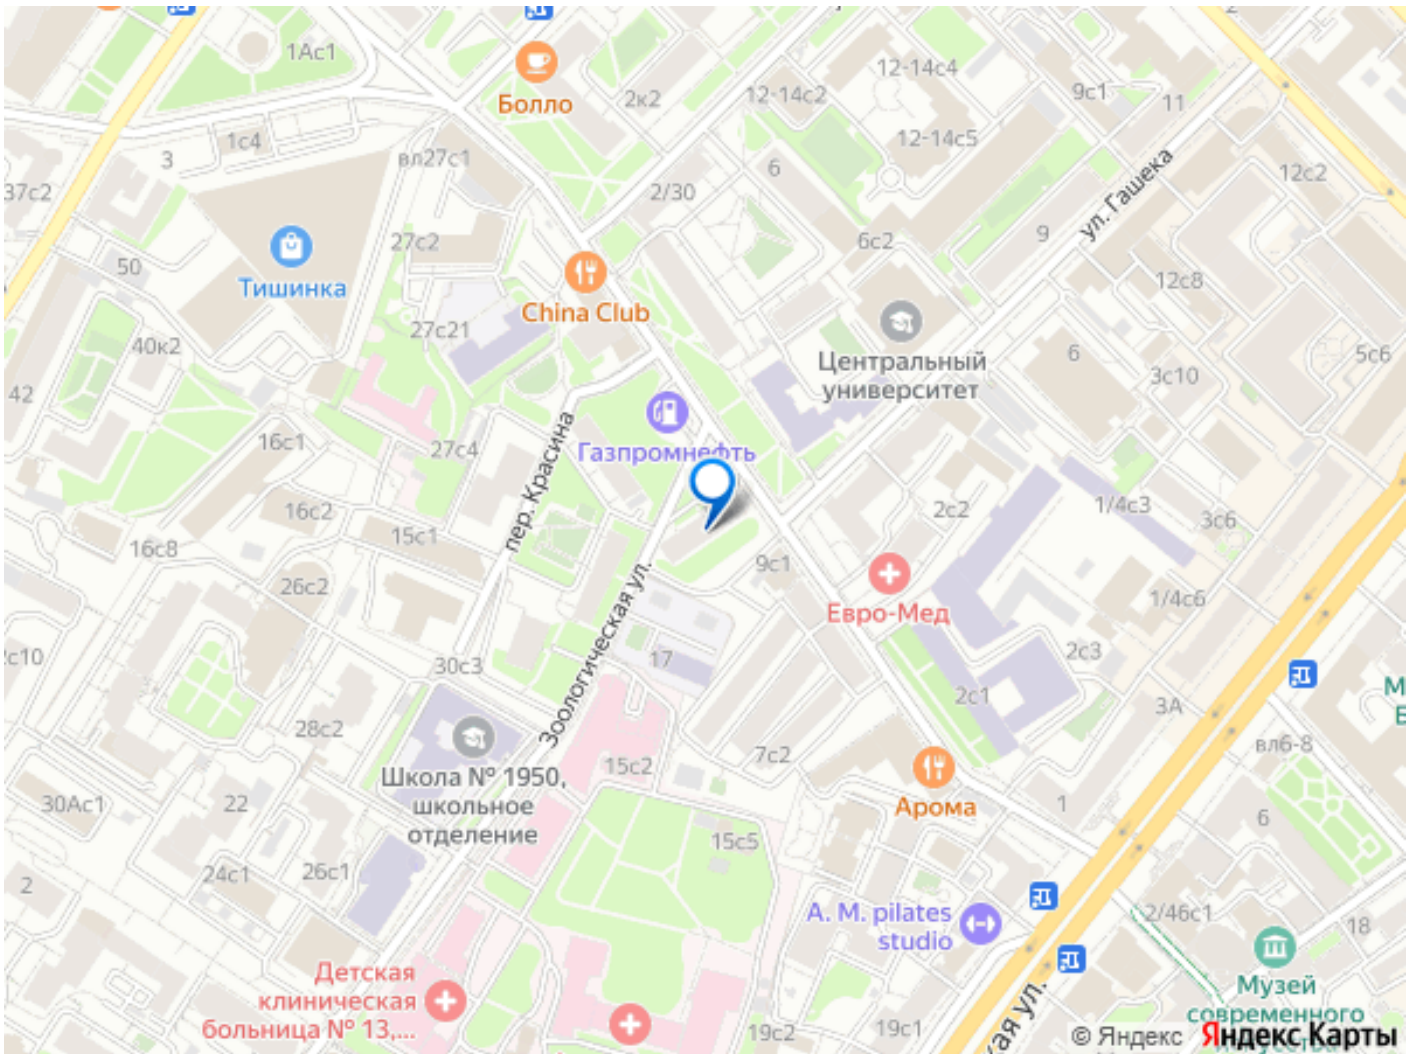 1Ас1
Болло
2к2
12-14с2
12-14с4
9с1
11
12-14с5
1с4
3
вл27с1
37с2
6
2/30
ул. Гашека
12с2
27с2
6с2
9
50
Тишинка
China Club
12с8
27с21
40к2
Центральный
университет
6
5с6
3с10
42
16с1
27с4
пер. Красина
Газпромнефть
16с2
15с1
2с2
1/4с3
3с6
16с8
9с1
26с2
Евро-Мед
1/4с6
Зоологическая ул.
2с3
17
30с3
2с1
3А
28с2
Школа № 1950,
школьное
отделение
15с2
7с2
вл6-8
30Ас1
22
Арома
1
6
15с5
24с1
26с1
2
A. M. pilates
studio
2/46с1
18
Детская
клиническая
больница № 13,...
Музей
современного
19с2
19с1
© Яндекс Яндекс Карты